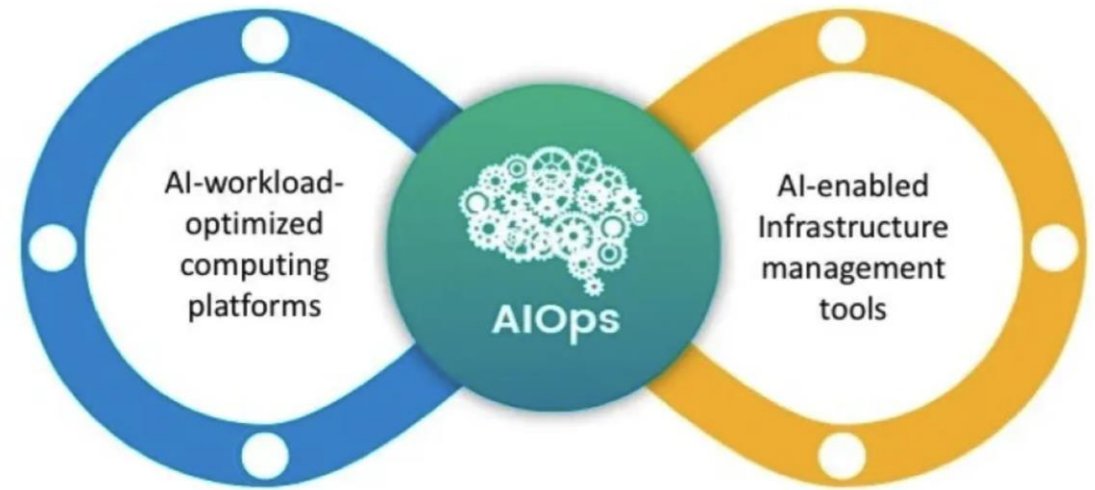 AI-workload-
optimized
computing
platforms
AIOps
AI-enabled
Infrastructure
management
tools